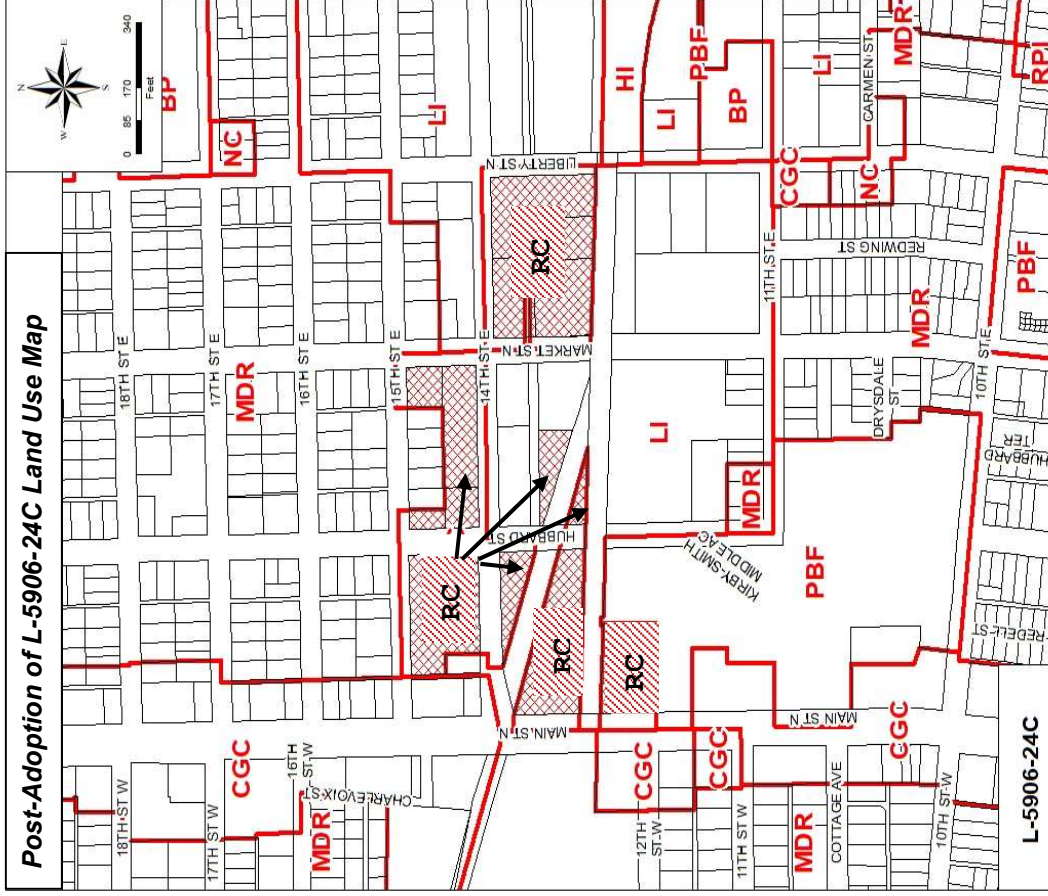 Post-Adoption of L-5906-24C Land Use Map
N
W
E
S
0 85 170 340
Feet
BP
NC
LI
18TH ST E
17TH ST E
MDR
16TH ST E
15TH ST E
14TH ST E
18TH ST W
17TH ST W
CGC
16TH
ST W
CHARLEVOIX ST
MDR
LIBERTY ST N
RC
MARKET ST N
HI
LI
PBF
BP
LI
CARMEN ST
MDR
CGC
NC
RPI
REDWING ST
11TH ST E
HUBBARD ST
RC
RC
RC
MAIN ST N
LI
MDR
KIRBY-SMITH
MIDDLE AC
PBF
DRYSDALE
ST
MDR
PBF
10TH ST E
HUBBARD
TER
IREDELL ST
CGC
CGC
12TH
ST W
11TH ST W
MDR
COTTAGE AVE
MAIN ST N
CGC
10TH ST W
L-5906-24C